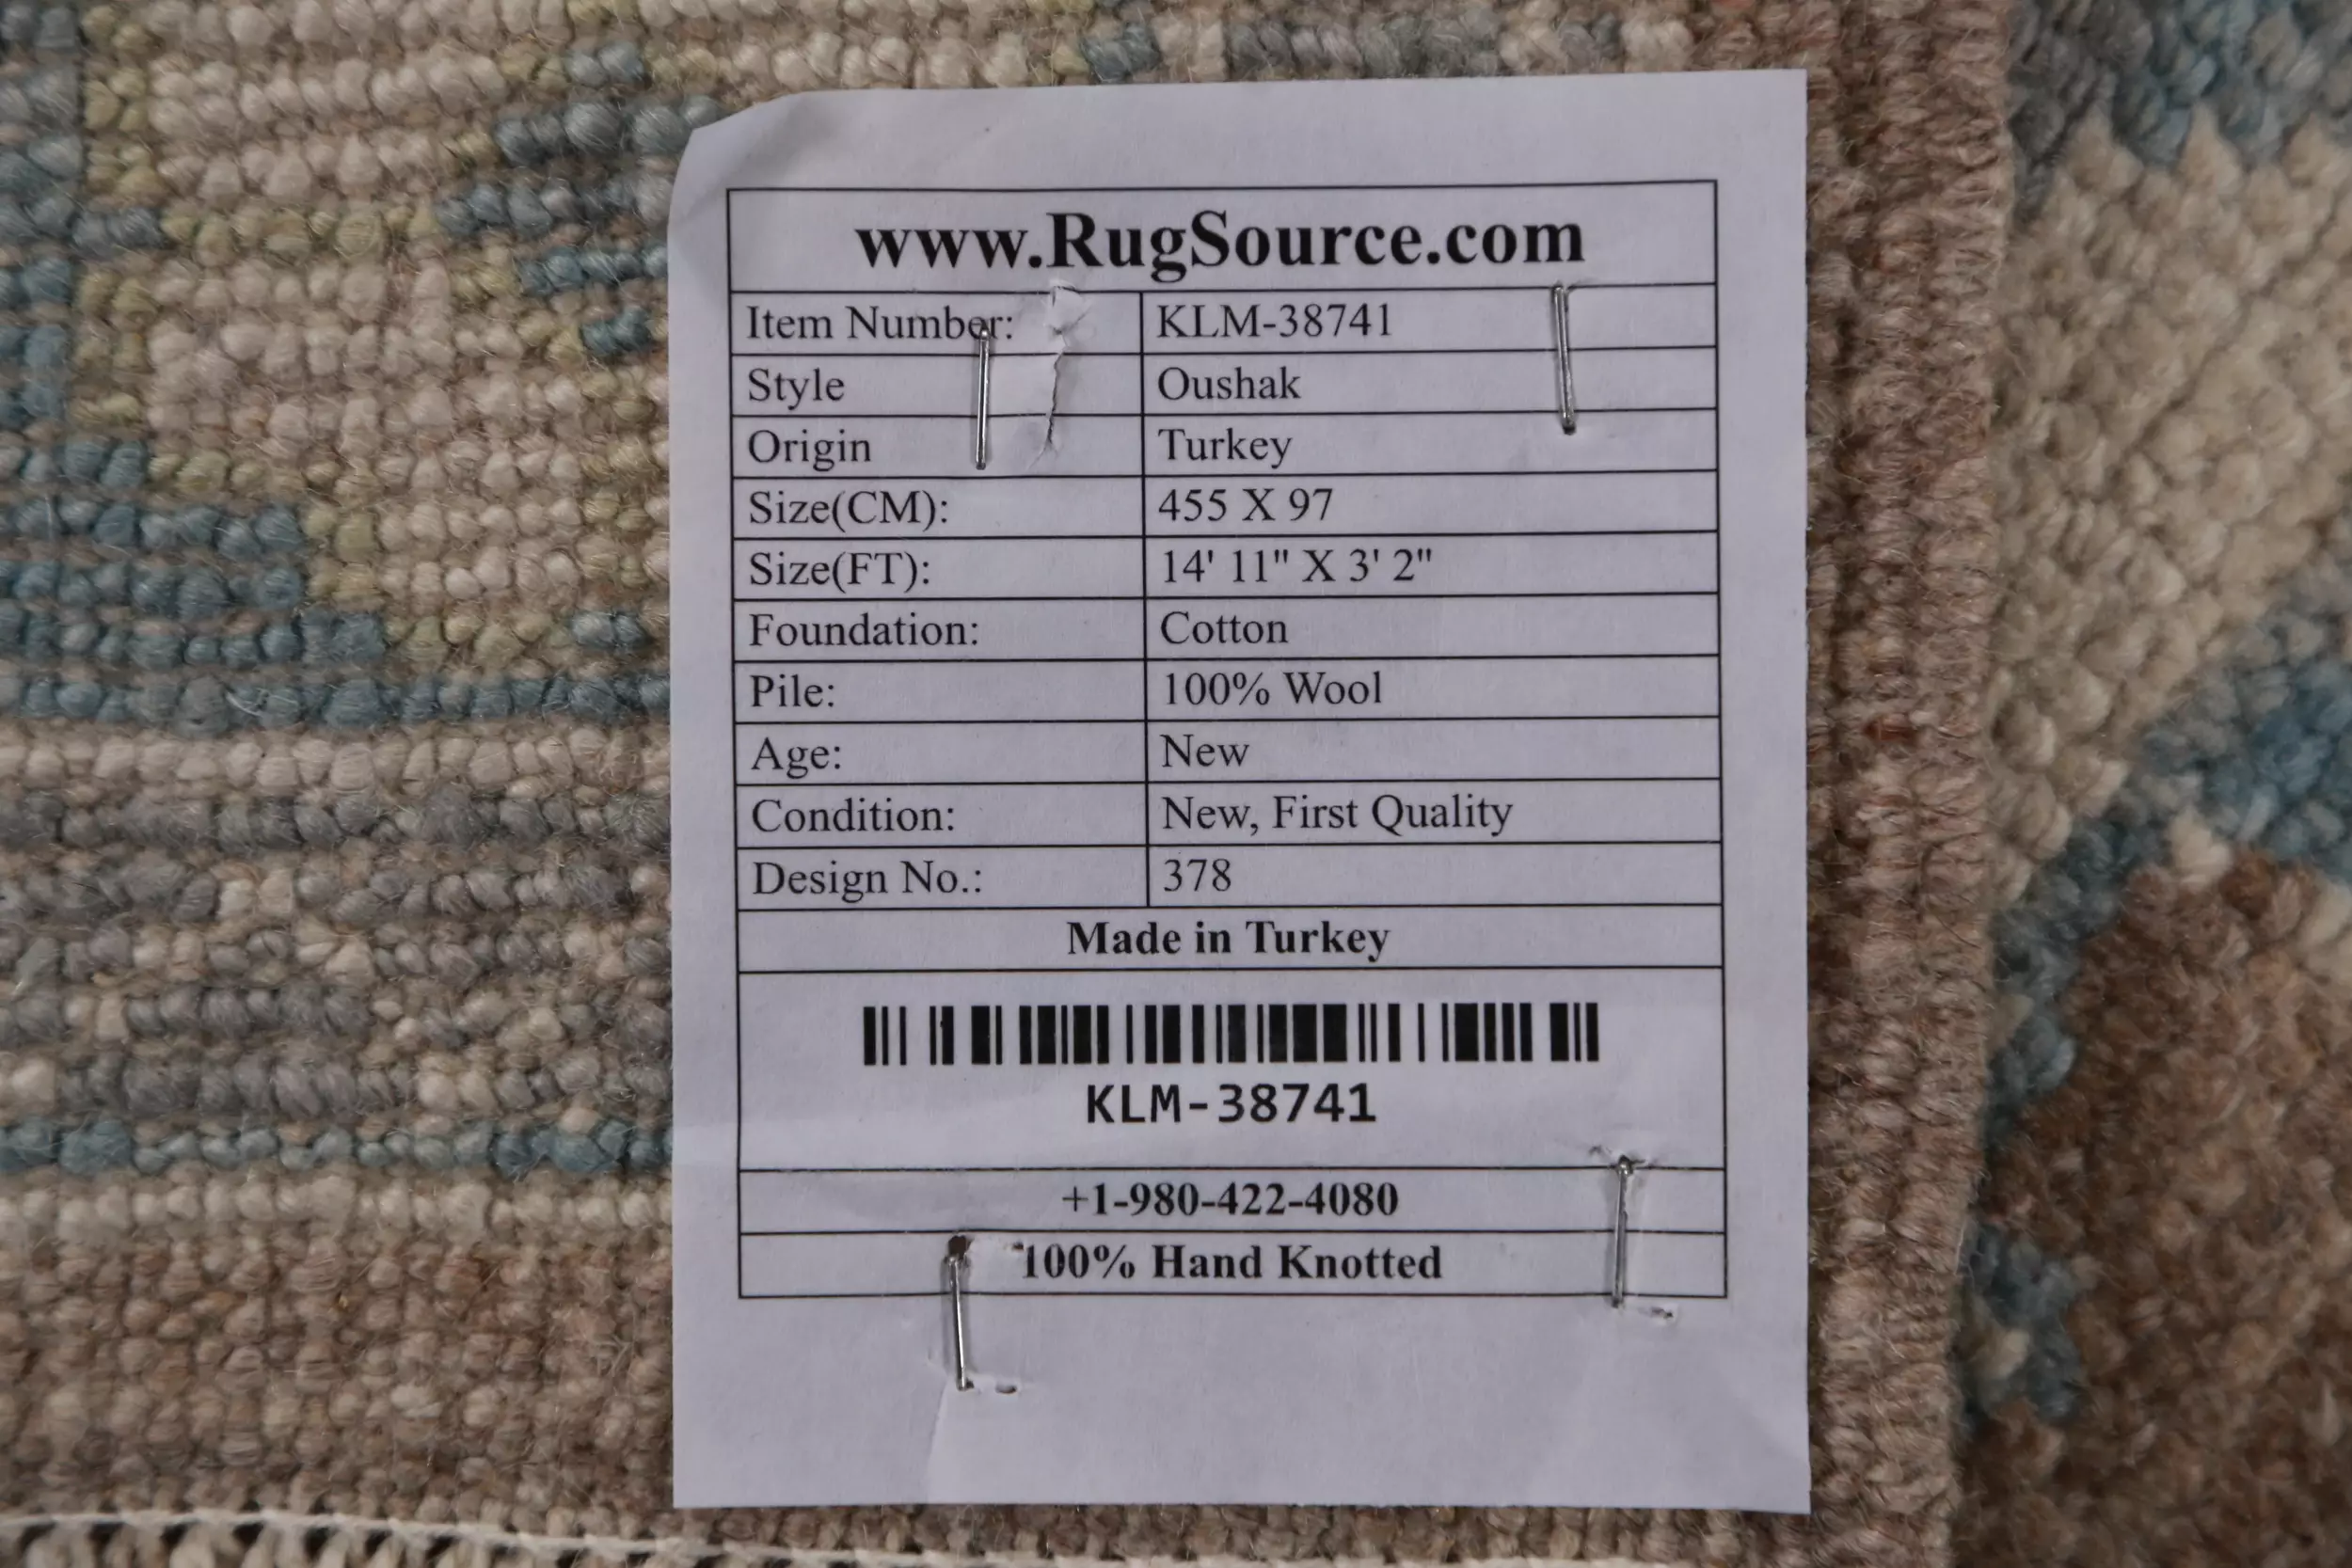 www.RugSource.com
Item Number: KLM-38741
Style Oushak
Origin Turkey
Size(CM): 455 X 97
Size(FT): 14' 11" X 3' 2"
Foundation: Cotton
Pile: 100% Wool
Age: New
Condition: New, First Quality
Design No.: 378
Made in Turkey
KLM-38741
+1-980-422-4080
100% Hand Knotted